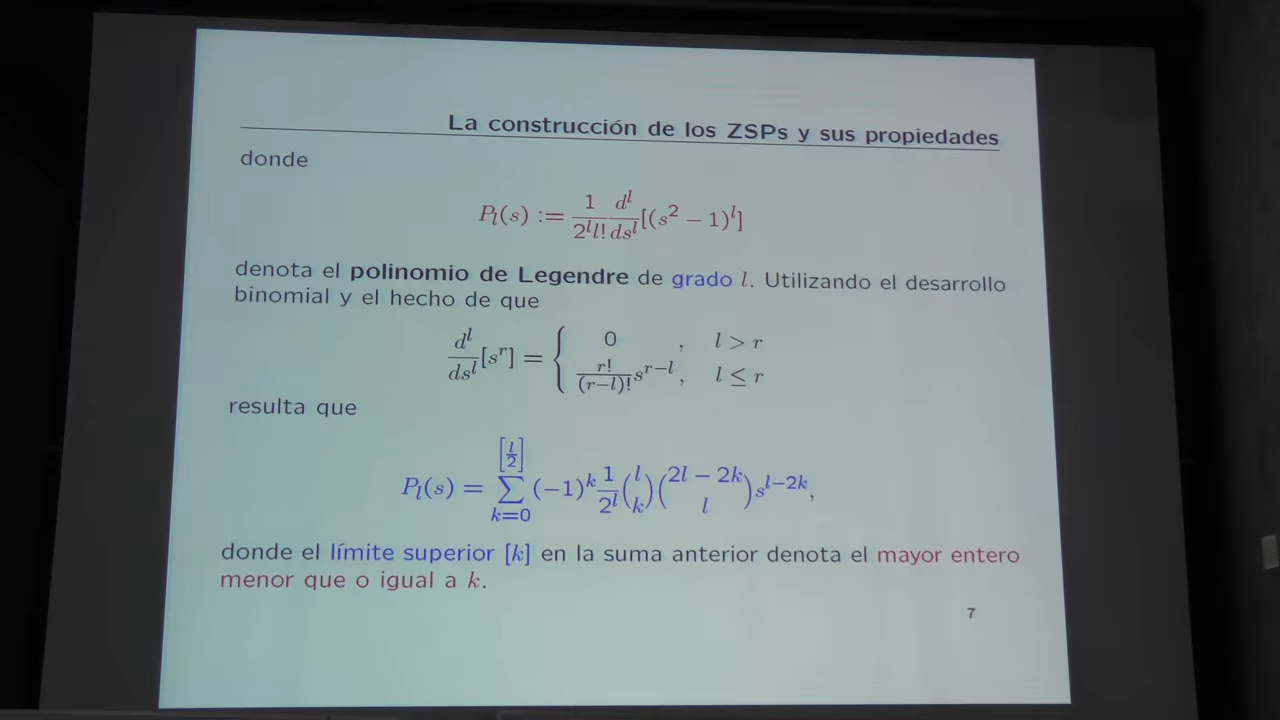 La construcción de los ZSPs y sus propiedades
donde
P_l(s) := \frac{1}{2^l l!} \frac{d^l}{ds^l} [(s^2 − 1)^l]
denota el polinomio de Legendre de grado l. Utilizando el desarrollo
binomial y el hecho de que
\frac{d^l}{ds^l} [s^r] = \begin{cases} 0 , & l > r \\ \frac{r!}{(r−l)!} s^{r−l} , & l ≤ r \end{cases}
resulta que
P_l(s) = \sum_{k=0}^{[\frac{l}{2}]} (−1)^k \frac{1}{2^l} \binom{l}{k} \binom{2l − 2k}{l} s^{l−2k},
donde el límite superior [k] en la suma anterior denota el mayor entero
menor que o igual a k.
7